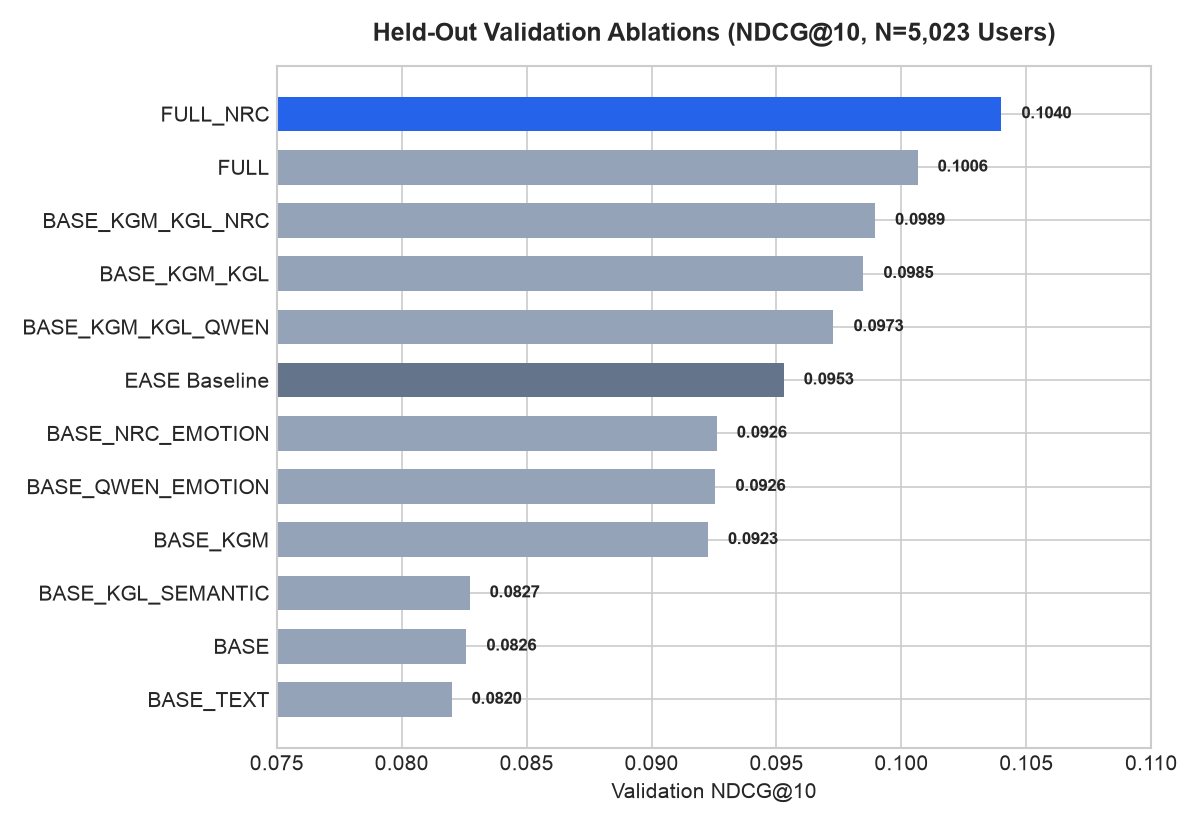 Held-Out Validation Ablations (NDCG@10, N=5,023 Users)
FULL_NRC 0.1040
FULL 0.1006
BASE_KGM_KGL_NRC 0.0989
BASE_KGM_KGL 0.0985
BASE_KGM_KGL_QWEN 0.0973
EASE Baseline 0.0953
BASE_NRC_EMOTION 0.0926
BASE_QWEN_EMOTION 0.0926
BASE_KGM 0.0923
BASE_KGL_SEMANTIC 0.0827
BASE 0.0826
BASE_TEXT 0.0820
0.075 0.080 0.085 0.090 0.095 0.100 0.105 0.110
Validation NDCG@10